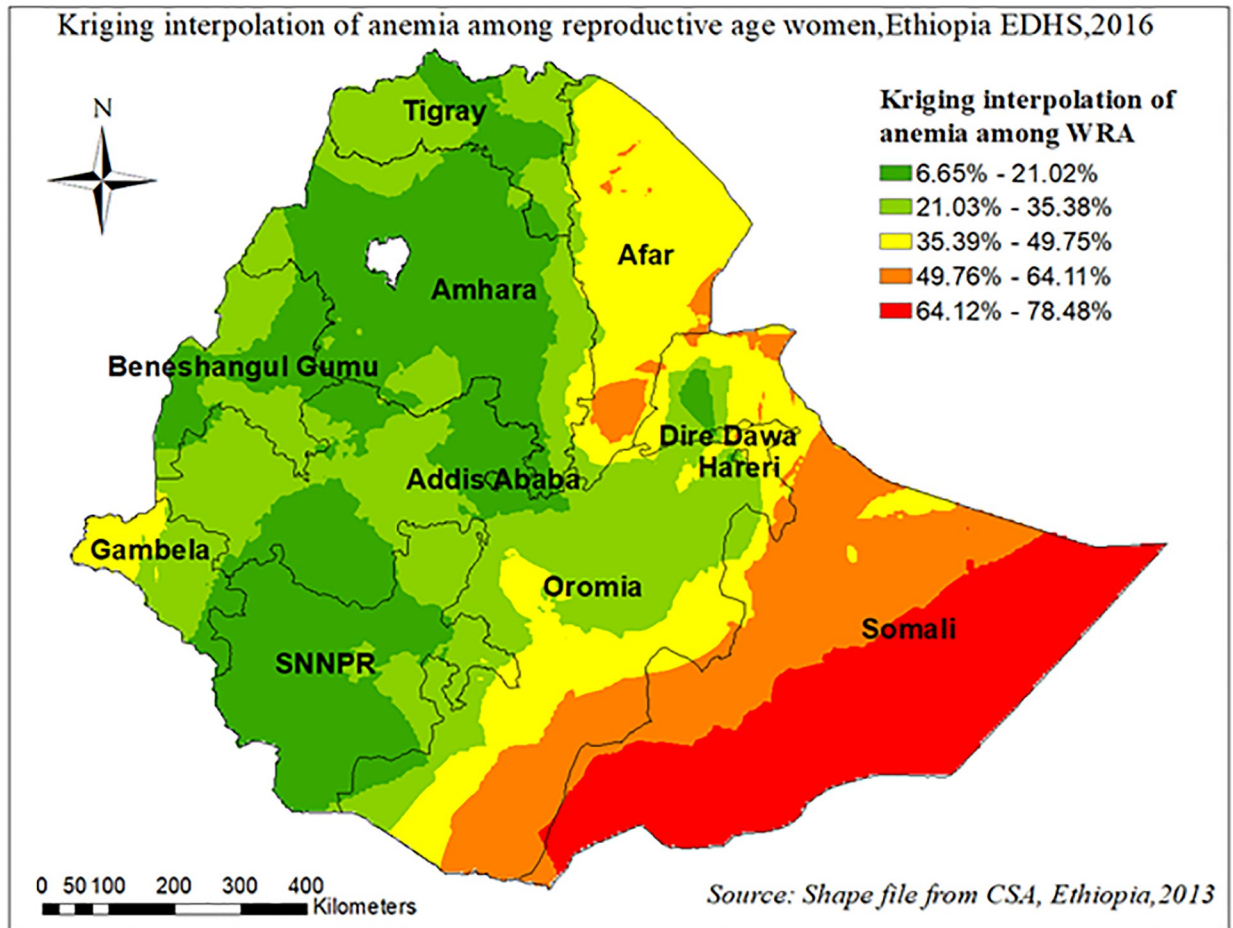 Kriging interpolation of anemia among reproductive age women,Ethiopia EDHS,2016
N
Kriging interpolation of
anemia among WRA
6.65% - 21.02%
21.03% - 35.38%
35.39% - 49.75%
49.76% - 64.11%
64.12% - 78.48%
Tigray
Afar
Amhara
Beneshangul Gumu
Dire Dawa
Hareri
Addis Ababa
Gambela
Oromia
Somali
SNNPR
0 50 100 200 300 400
Kilometers
Source: Shape file from CSA, Ethiopia,2013